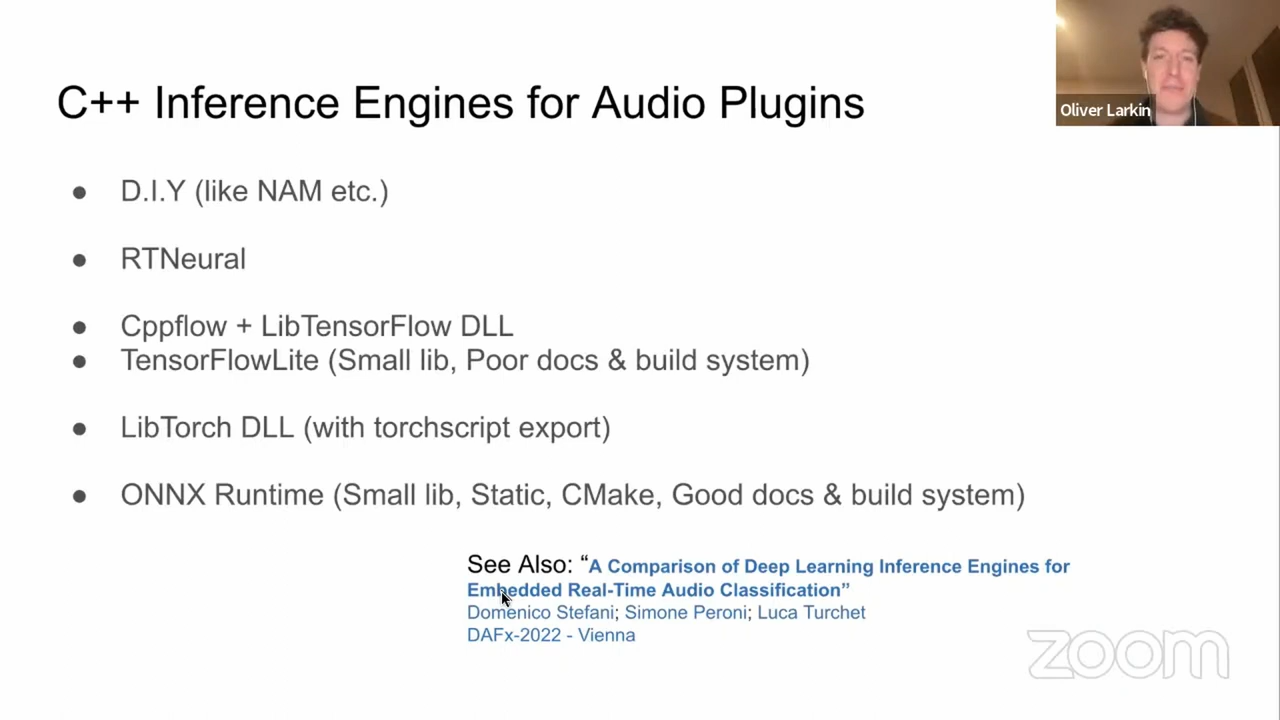 C++ Inference Engines for Audio Plugins
Oliver Larkin
● D.I.Y (like NAM etc.)
● RTNeural
● Cppflow + LibTensorFlow DLL
● TensorFlowLite (Small lib, Poor docs & build system)
● LibTorch DLL (with torchscript export)
● ONNX Runtime (Small lib, Static, CMake, Good docs & build system)
See Also: “A Comparison of Deep Learning Inference Engines for
Embedded Real-Time Audio Classification”
Domenico Stefani; Simone Peroni; Luca Turchet
DAFx-2022 - Vienna
zoom